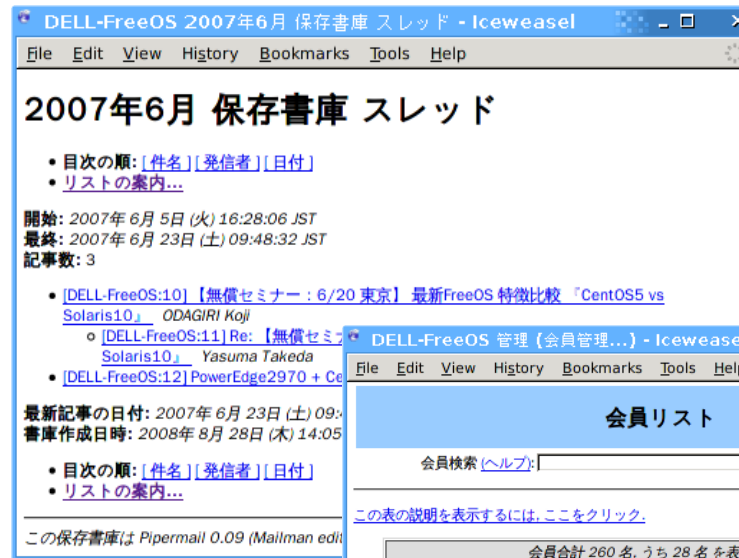 DELL-FreeOS 2007年6月 保存書庫 スレッド - Iceweasel
File Edit View History Bookmarks Tools Help
2007年6月 保存書庫 スレッド
• 目次の順: [ 件名 ] [ 発信者 ] [ 日付 ]
• リストの案内...
開始: 2007年 6月 5日 (火) 16:28:06 JST
最終: 2007年 6月 23日 (土) 09:48:32 JST
記事数: 3
• [DELL-FreeOS:10] 【無償セミナー：6/20 東京】 最新FreeOS 特徴比較 『CentOS5 vs
Solaris10』 ODAGIRI Koji
[DELL-FreeOS:11] Re: 【無償セミ
Solaris10』 Yasuma Takeda
• [DELL-FreeOS:12] PowerEdge2970 + Ce
最新記事の日付: 2007年 6月 23日 (土) 09:
書庫作成日時: 2008年 8月 28日 (木) 14:05
• 目次の順: [ 件名 ] [ 発信者 ] [ 日付 ]
• リストの案内...
この保存書庫は Pipermail 0.09 (Mailman edit
DELL-FreeOS 管理 (会員管理...) - Icewease
File Edit View History Bookmarks Tools Help
会員リスト
会員検索 (ヘルプ):
この表の説明を表示するには, ここをクリック.
会員合計 260 名, うち 28 名 を表